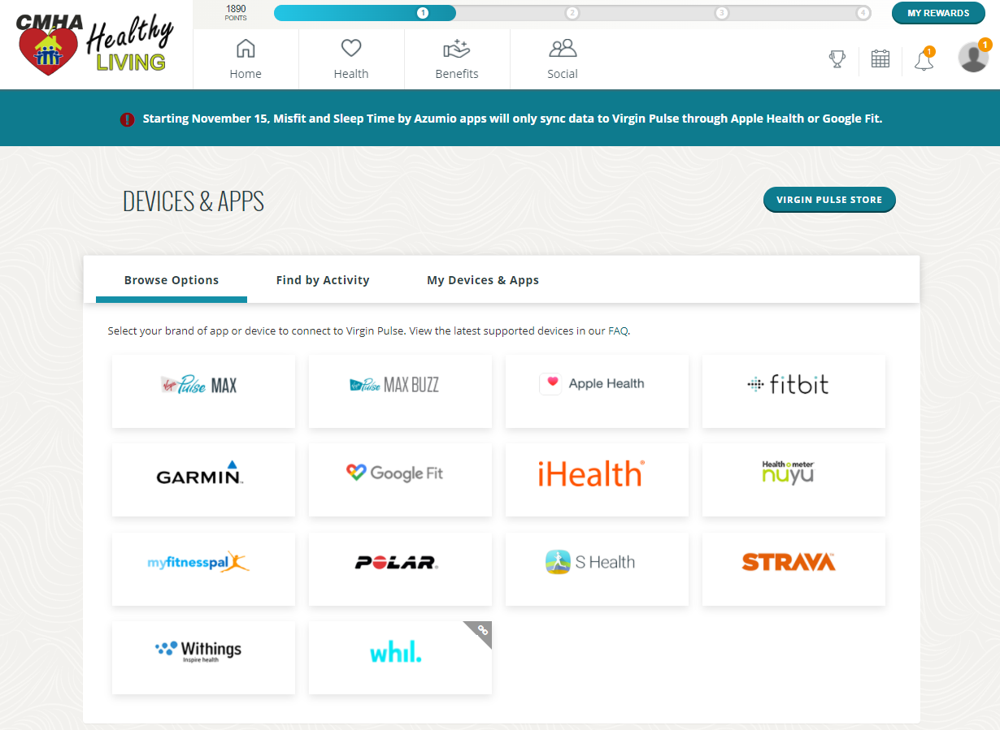 CMHA
Healthy
LIVING
1890
POINTS
1
2
3
4
MY REWARDS
Home
Health
Benefits
Social
1
1
Starting November 15, Misfit and Sleep Time by Azumio apps will only sync data to Virgin Pulse through Apple Health or Google Fit.
DEVICES & APPS
VIRGIN PULSE STORE
Browse Options
Find by Activity
My Devices & Apps
Select your brand of app or device to connect to Virgin Pulse. View the latest supported devices in our FAQ.
Virgin Pulse MAX
Pulse MAX BUZZ
Apple Health
fitbit
GARMIN
Google Fit
iHealth
Health o meter
nuyu
myfitnesspal
POLAR
S Health
STRAVA
Withings
Inspire health
whil.